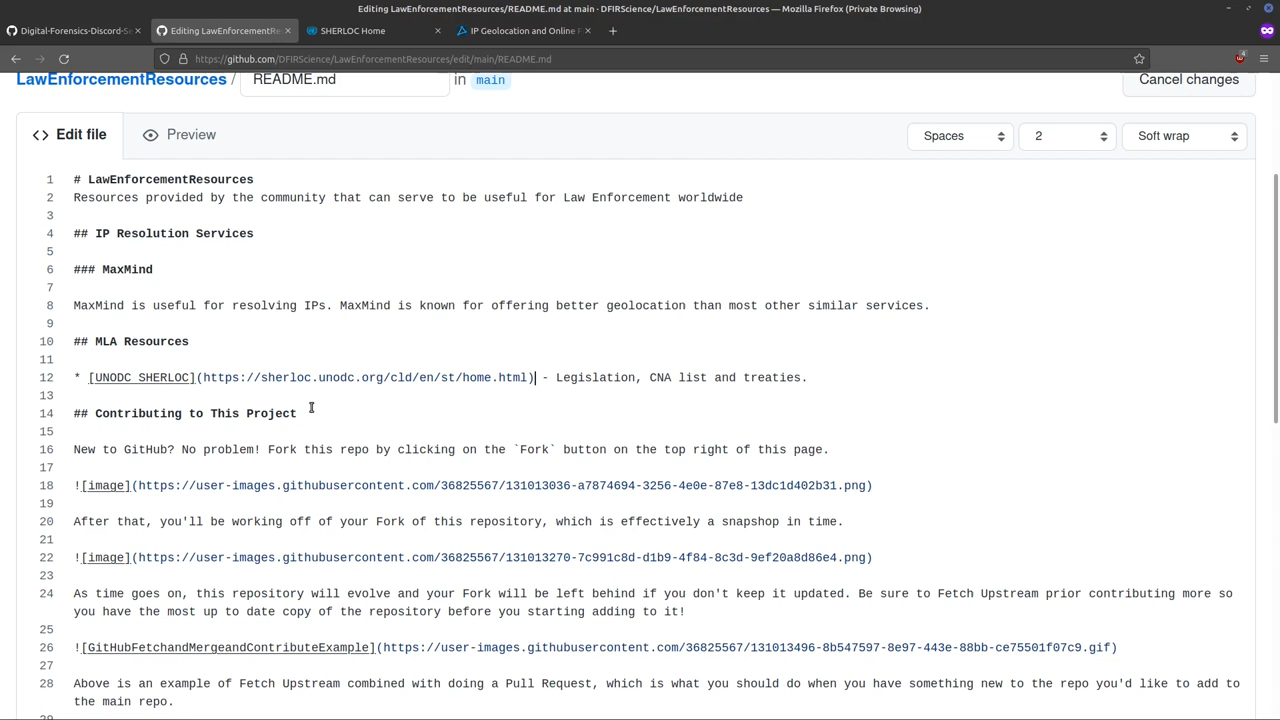 Editing LawEnforcementResources/README.md at main · DFIRScience/LawEnforcementResources — Mozilla Firefox (Private Browsing)
Digital-Forensics-Discord-Se
Editing LawEnforcementRe
SHERLOC Home
IP Geolocation and Online F
https://github.com/DFIRScience/LawEnforcementResources/edit/main/README.md
4
LawEnforcementResources / README.md in main
Cancel changes
<> Edit file
Preview
Spaces
2
Soft wrap
1 # LawEnforcementResources
2 Resources provided by the community that can serve to be useful for Law Enforcement worldwide
3
4 ## IP Resolution Services
5
6 ### MaxMind
7
8 MaxMind is useful for resolving IPs. MaxMind is known for offering better geolocation than most other similar services.
9
10 ## MLA Resources
11
12 * [UNODC SHERLOC](https://sherloc.unodc.org/cld/en/st/home.html) - Legislation, CNA list and treaties.
13
14 ## Contributing to This Project
15
16 New to GitHub? No problem! Fork this repo by clicking on the `Fork` button on the top right of this page.
17
18 ![image](https://user-images.githubusercontent.com/36825567/131013036-a7874694-3256-4e0e-87e8-13dc1d402b31.png)
19
20 After that, you'll be working off of your Fork of this repository, which is effectively a snapshop in time.
21
22 ![image](https://user-images.githubusercontent.com/36825567/131013270-7c991c8d-d1b9-4f84-8c3d-9ef20a8d86e4.png)
23
24 As time goes on, this repository will evolve and your Fork will be left behind if you don't keep it updated. Be sure to Fetch Upstream prior contributing more so
you have the most up to date copy of the repository before you starting adding to it!
25
26 ![GitHubFetchandMergeandContributeExample](https://user-images.githubusercontent.com/36825567/131013496-8b547597-8e97-443e-88bb-ce75501f07c9.gif)
27
28 Above is an example of Fetch Upstream combined with doing a Pull Request, which is what you should do when you have something new to the repo you'd like to add to
the main repo.
29